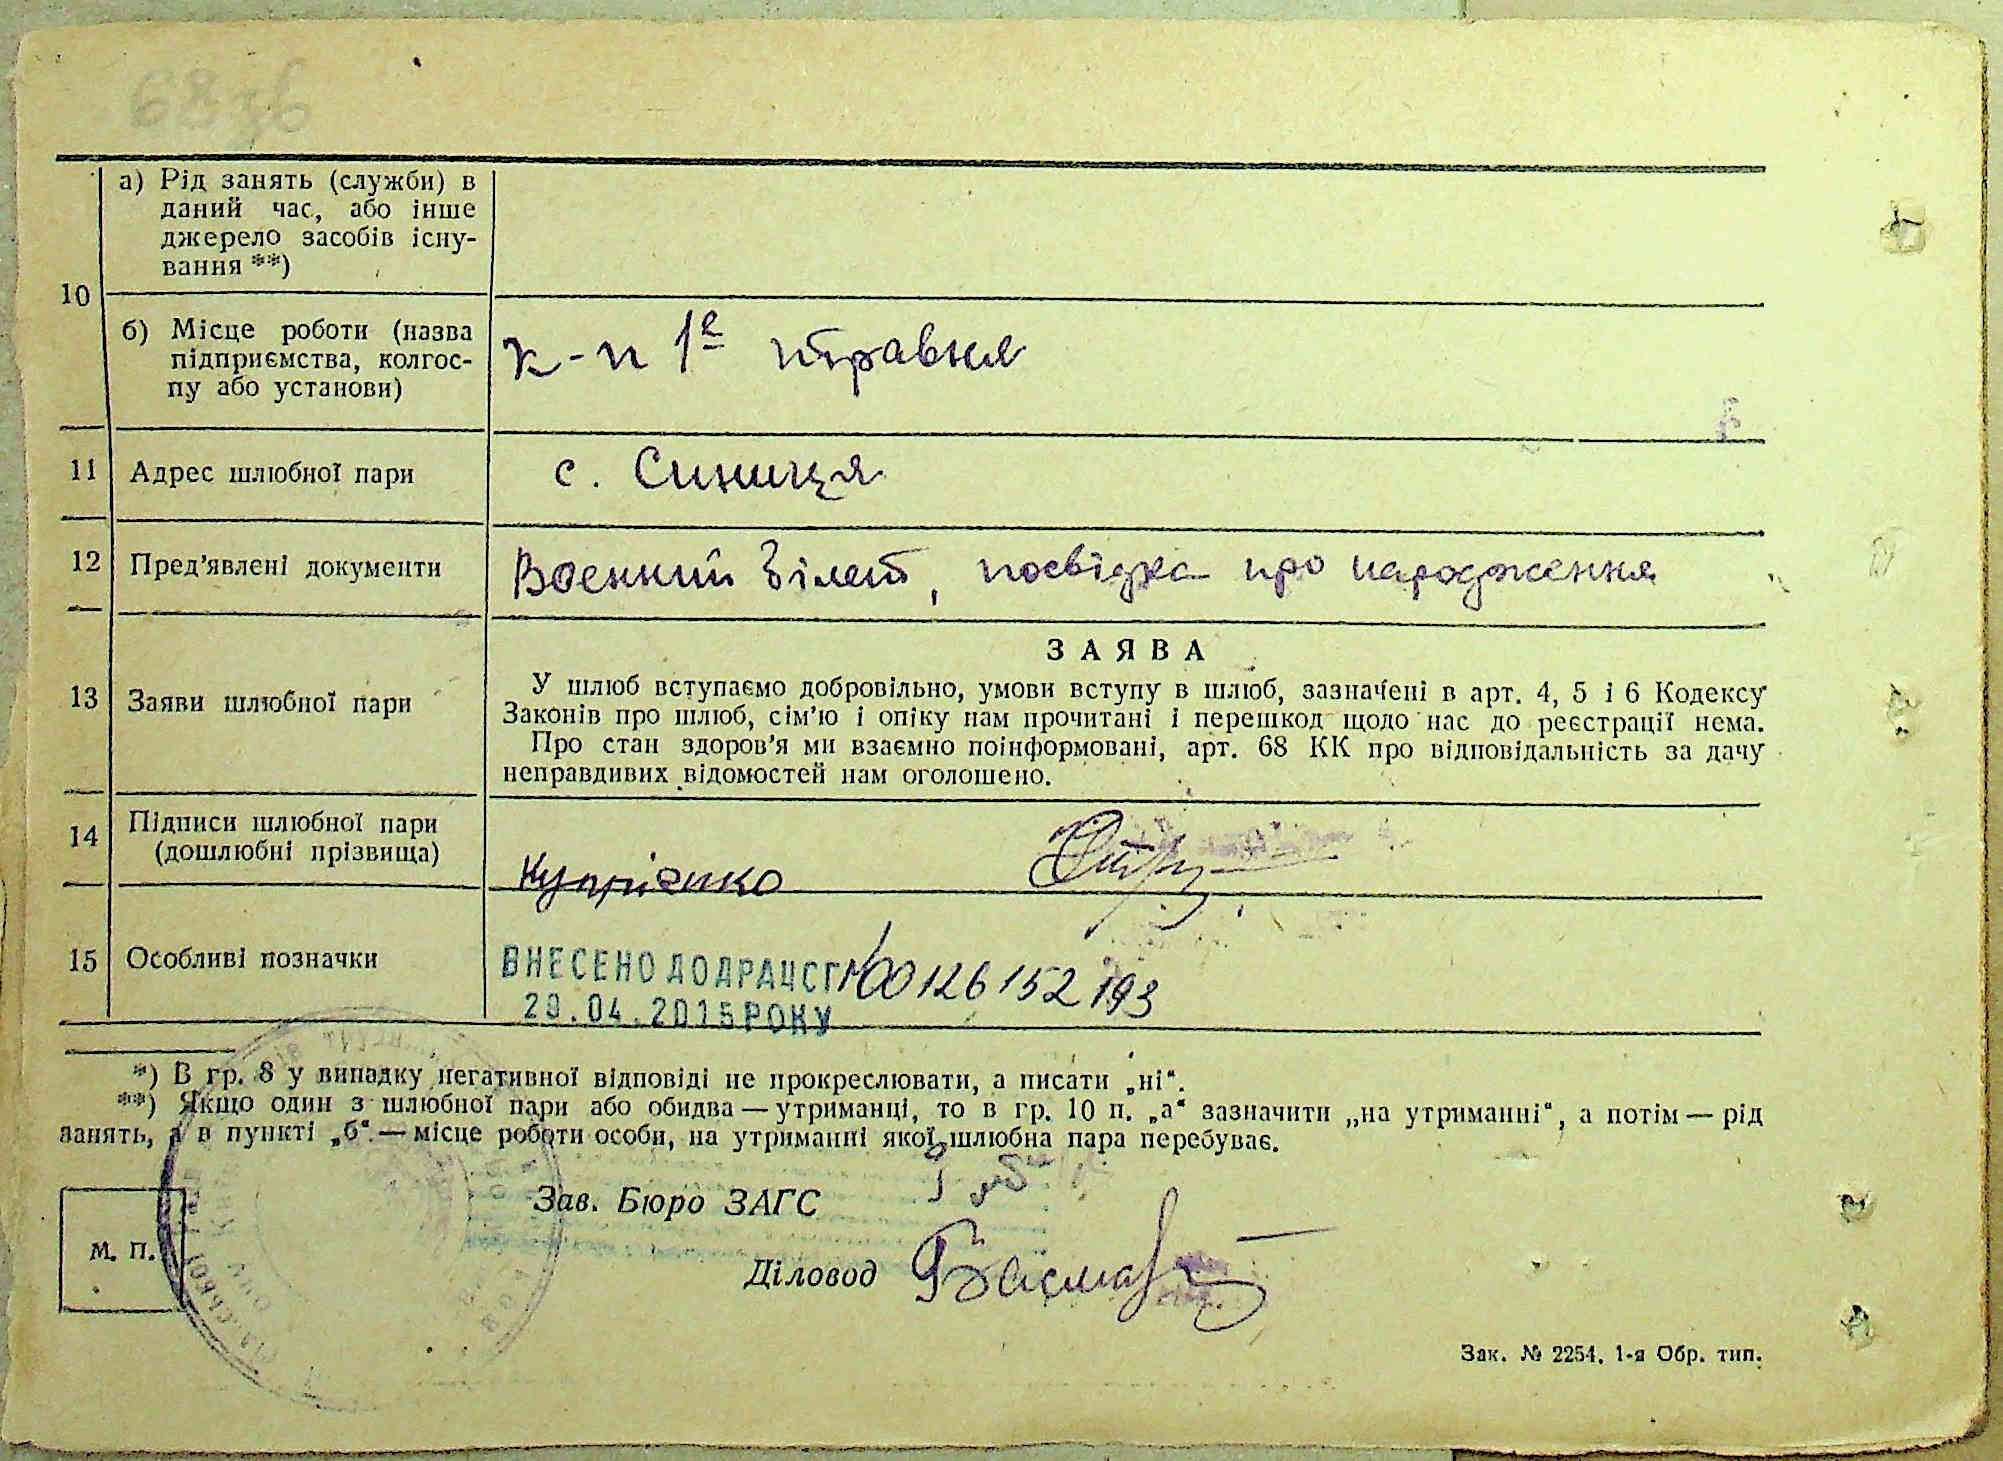 68зв
10
а) Рід занять (служби) в
даний час, або інше
джерело засобів існу-
вання **)
б) Місце роботи (назва
підприємства, колгос-
пу або установи)
к-п 1е травня
11 Адрес шлюбної пари с. Синиця
12 Пред'явлені документи Воєнний білет, посвідка про народження
ЗАЯВА
13 Заяви шлюбної пари
У шлюб вступаємо добровільно, умови вступу в шлюб, зазначені в арт. 4, 5 і 6 Кодексу
Законів про шлюб, сім'ю і опіку нам прочитані і перешкод щодо нас до реєстрації нема.
Про стан здоров'я ми взаємно поінформовані, арт. 68 КК про відповідальність за дачу
неправдивих відомостей нам оголошено.
14 Підписи шлюбної пари
(дошлюбні прізвища)
Купрієнко
15 Особливі позначки
ВНЕСЕНО ДО ДРАЦСГ №00126152193
29.04.2015 РОКУ
*) В гр. 8 у випадку негативної відповіді не прокреслювати, а писати „ні“.
**) Якщо один з шлюбної пари або обидва — утриманці, то в гр. 10 п. „а“ зазначити „на утриманні“, а потім — рід
занять, а в пункті „б“ — місце роботи особи, на утриманні якої шлюбна пара перебуває.
Зав. Бюро ЗАГС
М. П.
Діловод
Зак. № 2254. 1-я Обр. тип.